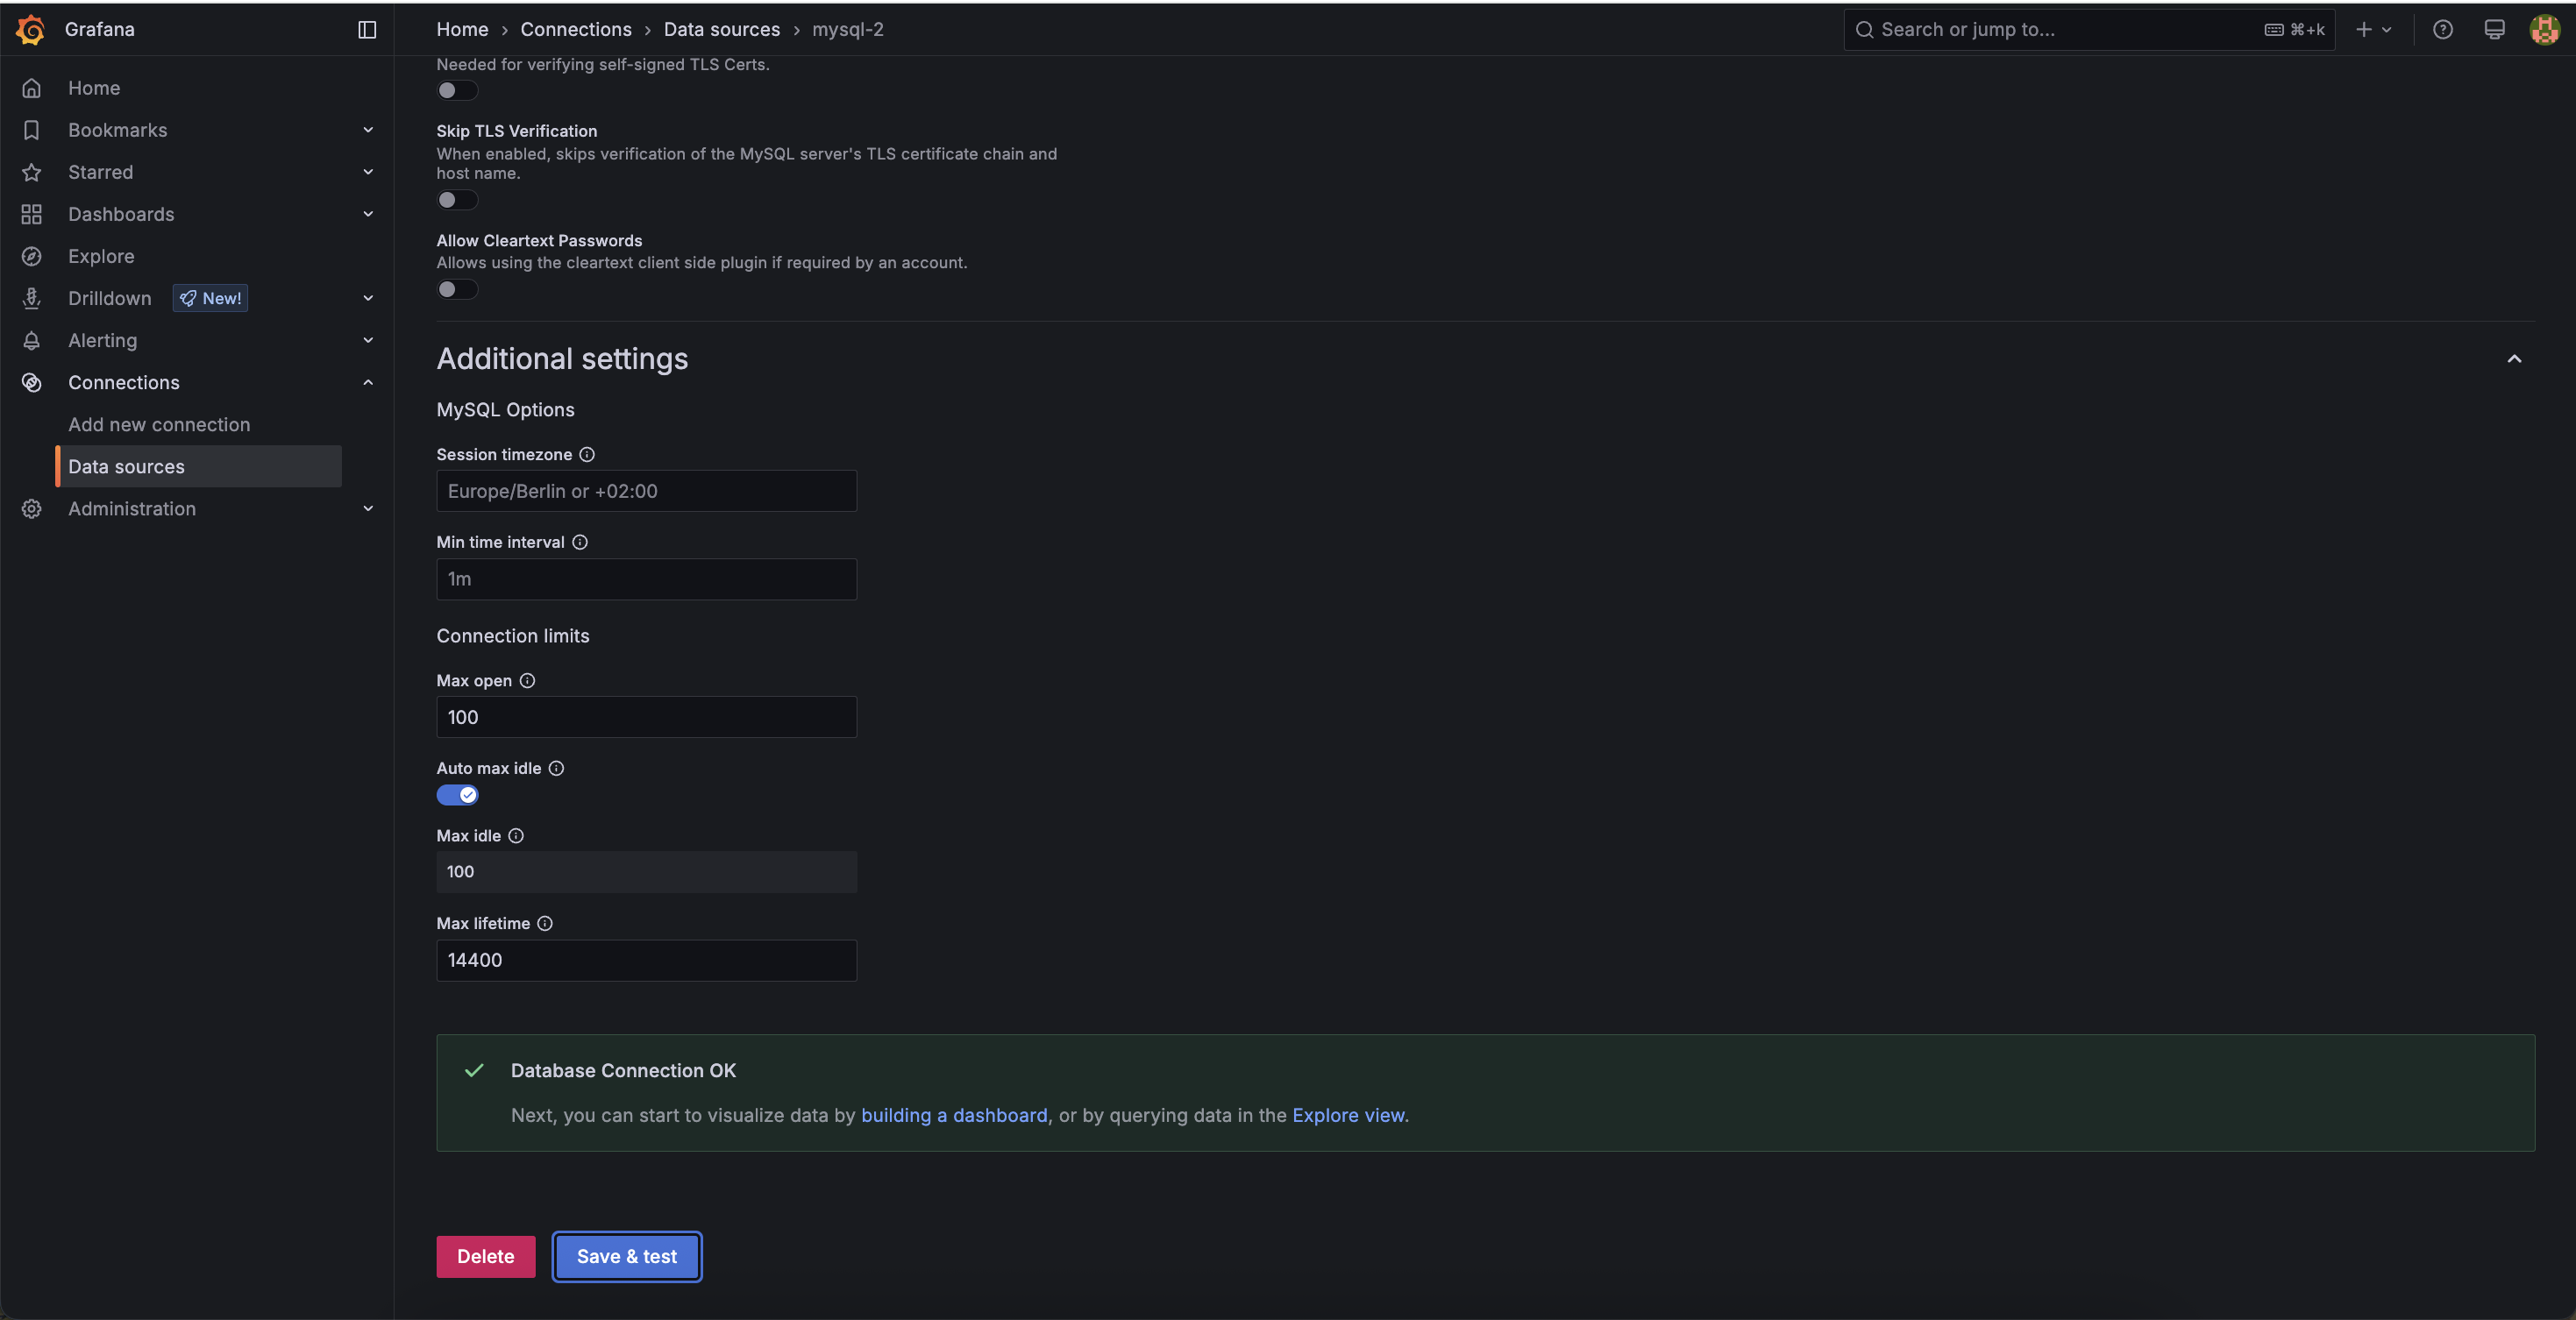 Grafana
Home › Connections › Data sources › mysql-2
Search or jump to... ⌘+k
Home
Bookmarks
Starred
Dashboards
Explore
Drilldown New!
Alerting
Connections
Add new connection
Data sources
Administration
Needed for verifying self-signed TLS Certs.
Skip TLS Verification
When enabled, skips verification of the MySQL server's TLS certificate chain and
host name.
Allow Cleartext Passwords
Allows using the cleartext client side plugin if required by an account.
Additional settings
MySQL Options
Session timezone
Europe/Berlin or +02:00
Min time interval
1m
Connection limits
Max open
100
Auto max idle
Max idle
100
Max lifetime
14400
Database Connection OK
Next, you can start to visualize data by building a dashboard, or by querying data in the Explore view.
Delete
Save & test